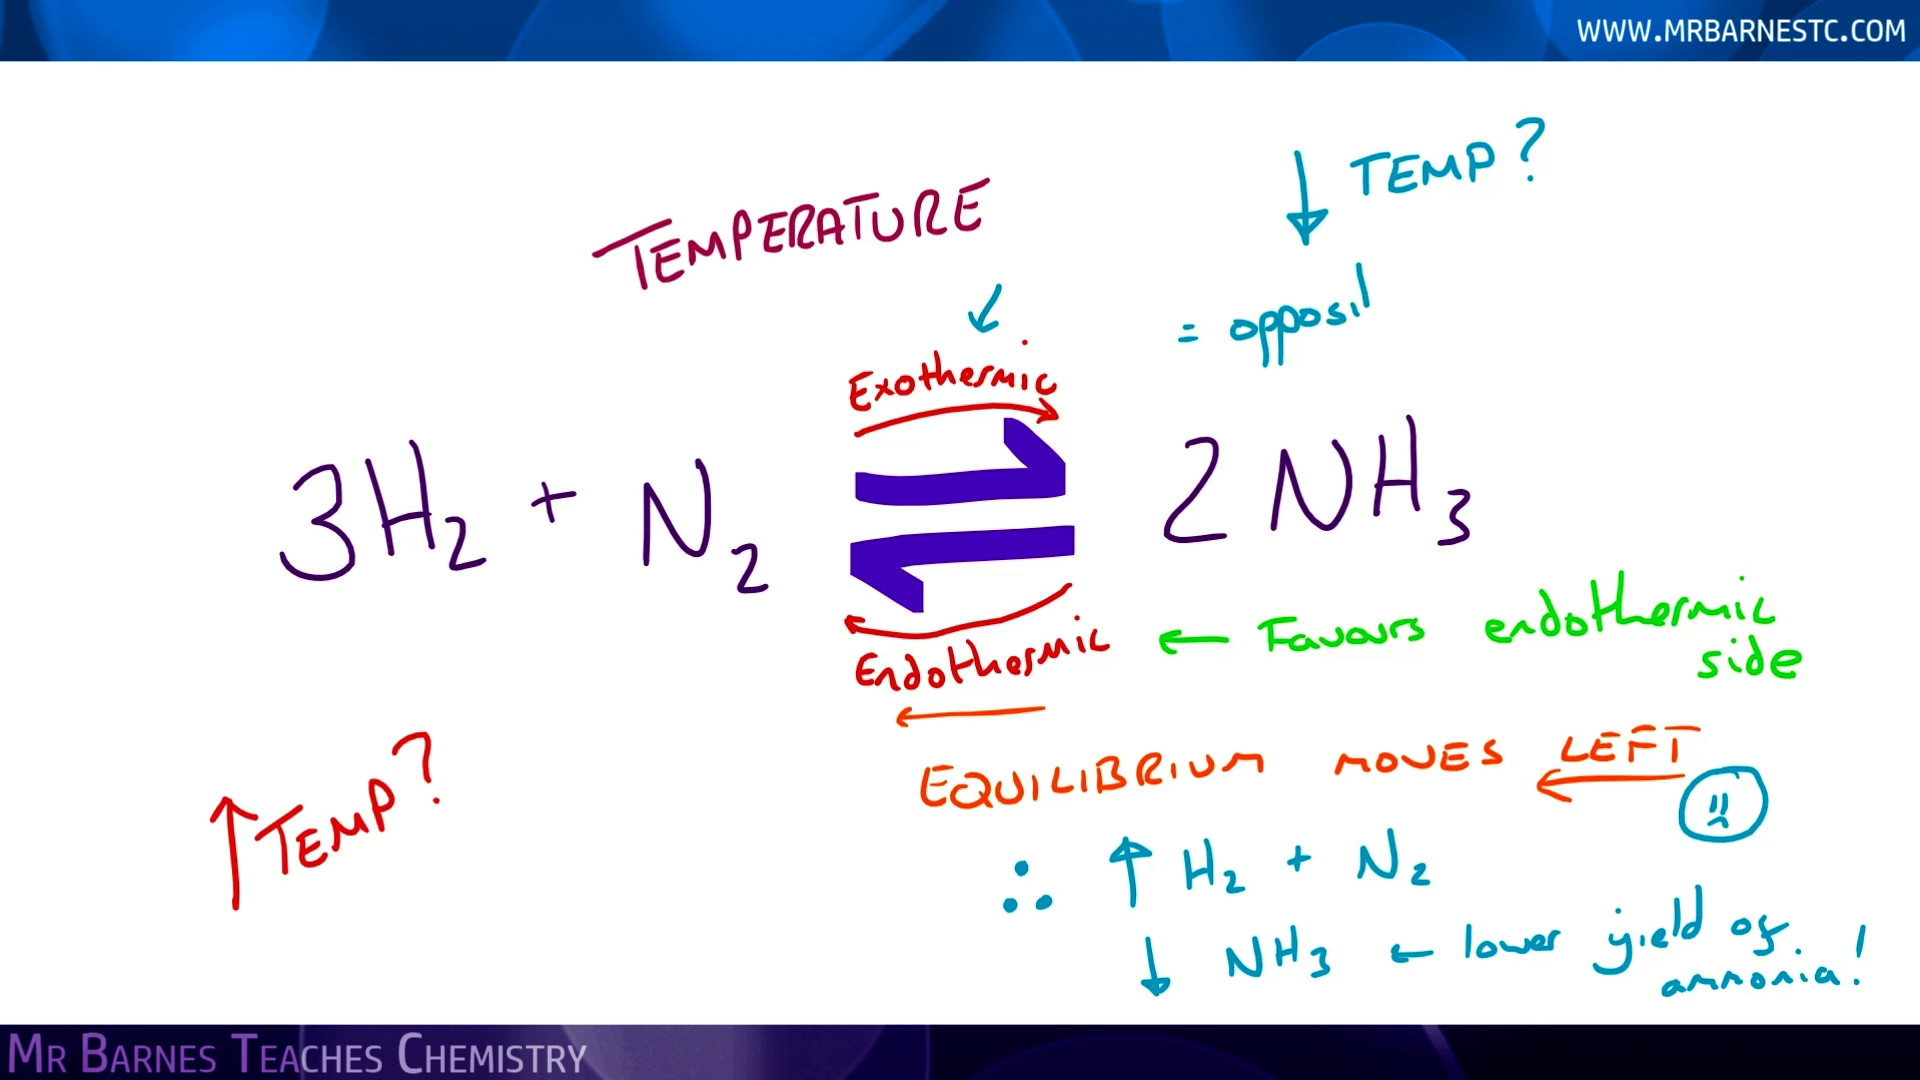 WWW.MRBARNESTC.COM
↓ TEMP?
TEMPERATURE
= opposit
Exothermic
3H₂ + N₂ ⇌ 2NH₃
Endothermic
← Favours endothermic
side
EQUILIBRIUM MOVES LEFT
↑ TEMP?
∴ ↑ H₂ + N₂
↓ NH₃ ← lower yield of
ammonia!
MR BARNES TEACHES CHEMISTRY